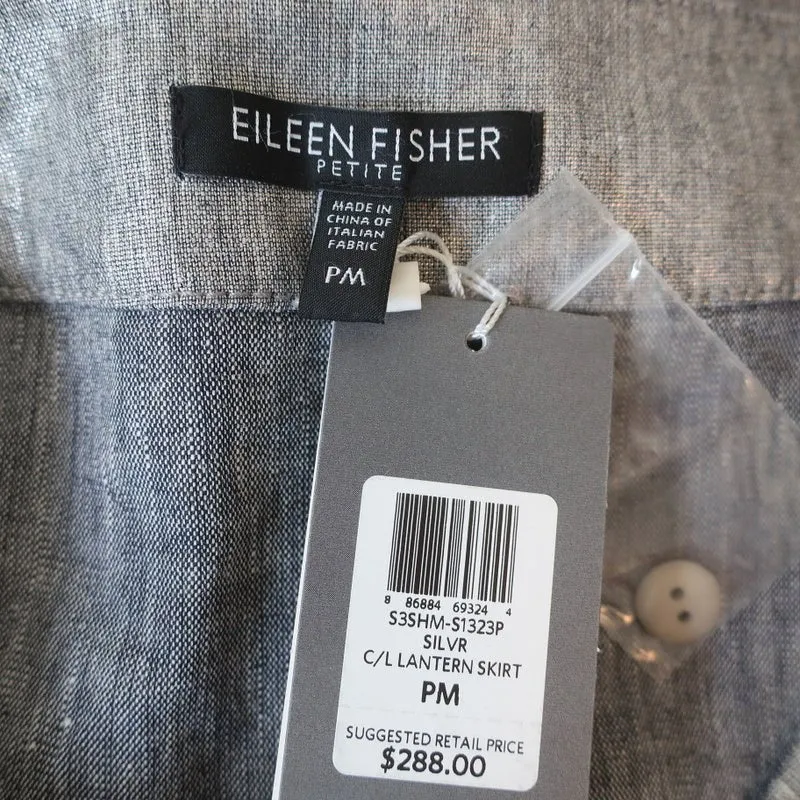 EILEEN FISHER
PETITE
MADE IN
CHINA OF
ITALIAN
FABRIC
PM
8 86884 69324 4
S3SHM-S1323P
SILVR
C/L LANTERN SKIRT
PM
SUGGESTED RETAIL PRICE
$288.00